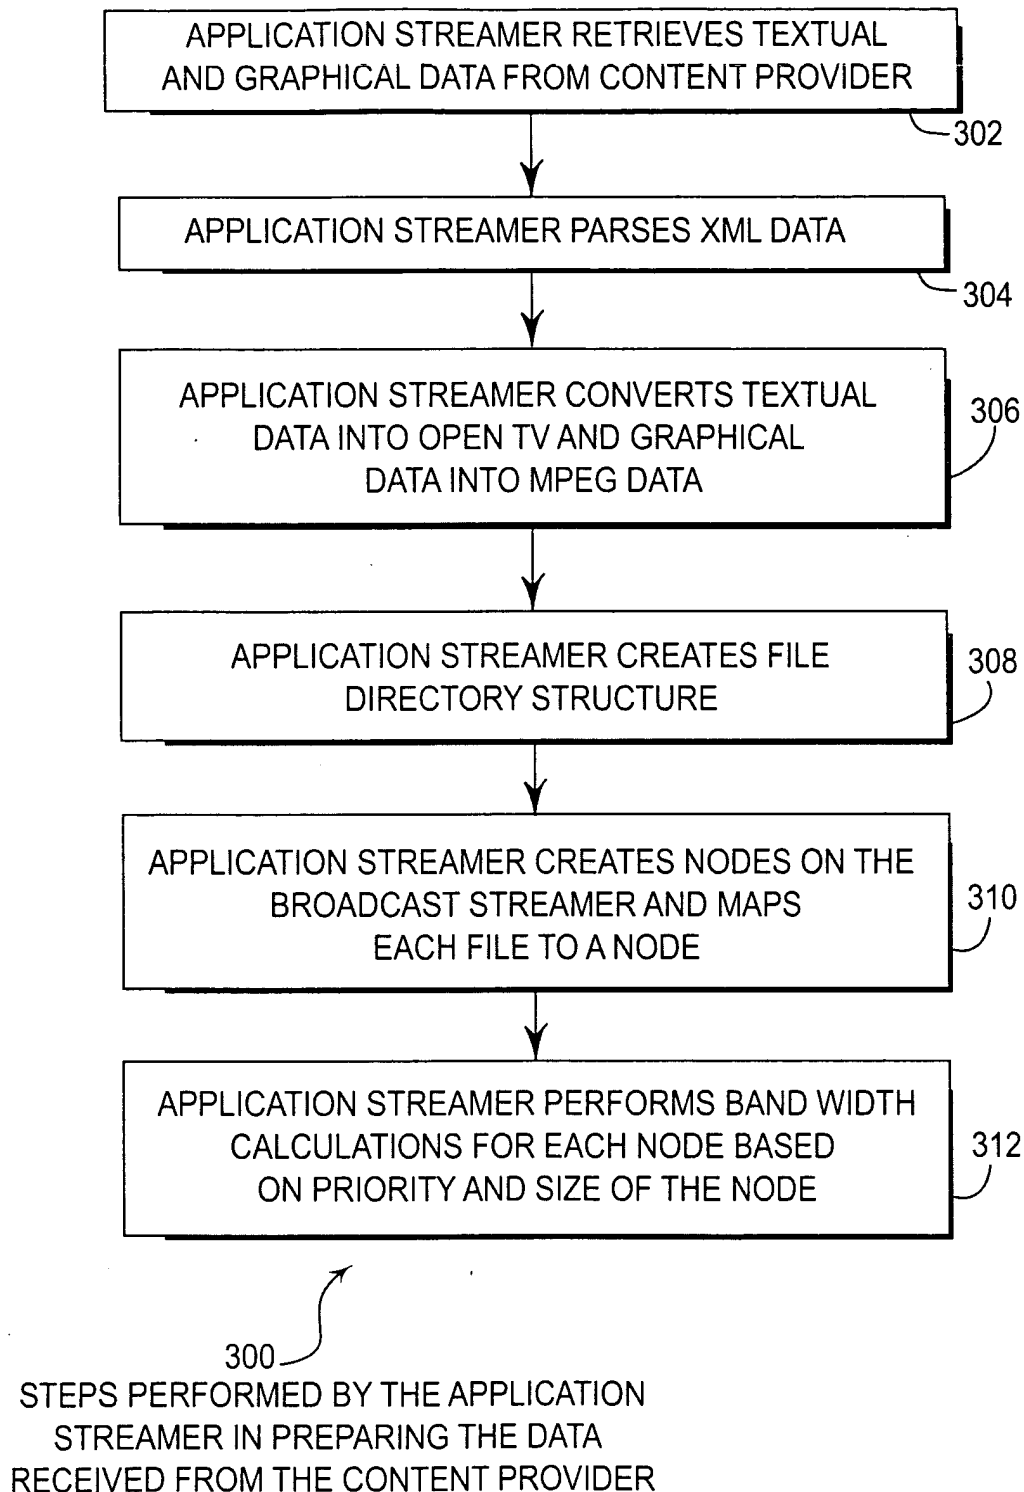 APPLICATION STREAMER RETRIEVES TEXTUAL
AND GRAPHICAL DATA FROM CONTENT PROVIDER
302
APPLICATION STREAMER PARSES XML DATA
304
APPLICATION STREAMER CONVERTS TEXTUAL
DATA INTO OPEN TV AND GRAPHICAL
DATA INTO MPEG DATA
306
APPLICATION STREAMER CREATES FILE
DIRECTORY STRUCTURE
308
APPLICATION STREAMER CREATES NODES ON THE
BROADCAST STREAMER AND MAPS
EACH FILE TO A NODE
310
APPLICATION STREAMER PERFORMS BAND WIDTH
CALCULATIONS FOR EACH NODE BASED
ON PRIORITY AND SIZE OF THE NODE
312
300
STEPS PERFORMED BY THE APPLICATION
STREAMER IN PREPARING THE DATA
RECEIVED FROM THE CONTENT PROVIDER